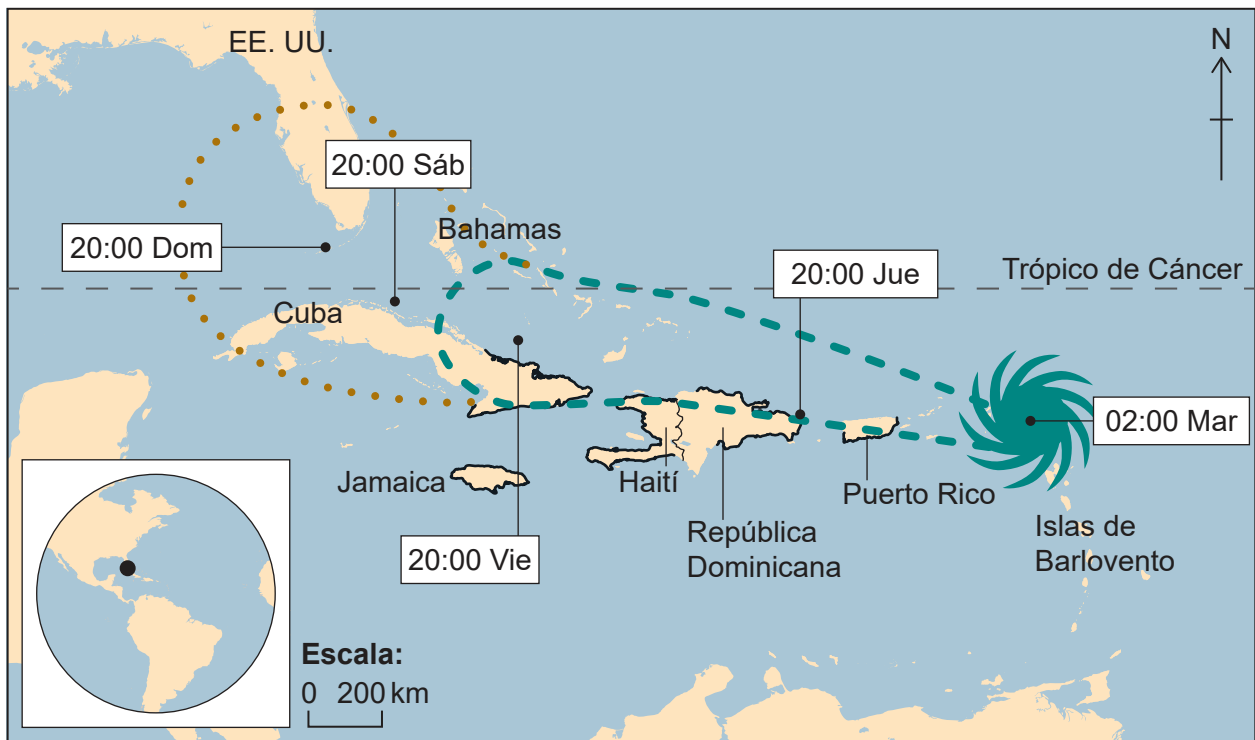 EE. UU.
N
20:00 Sáb
Bahamas
20:00 Dom
20:00 Jue
Trópico de Cáncer
Cuba
02:00 Mar
Jamaica
Haití
Puerto Rico
República
Dominicana
Islas de
Barlovento
20:00 Vie
Escala:
0 200 km